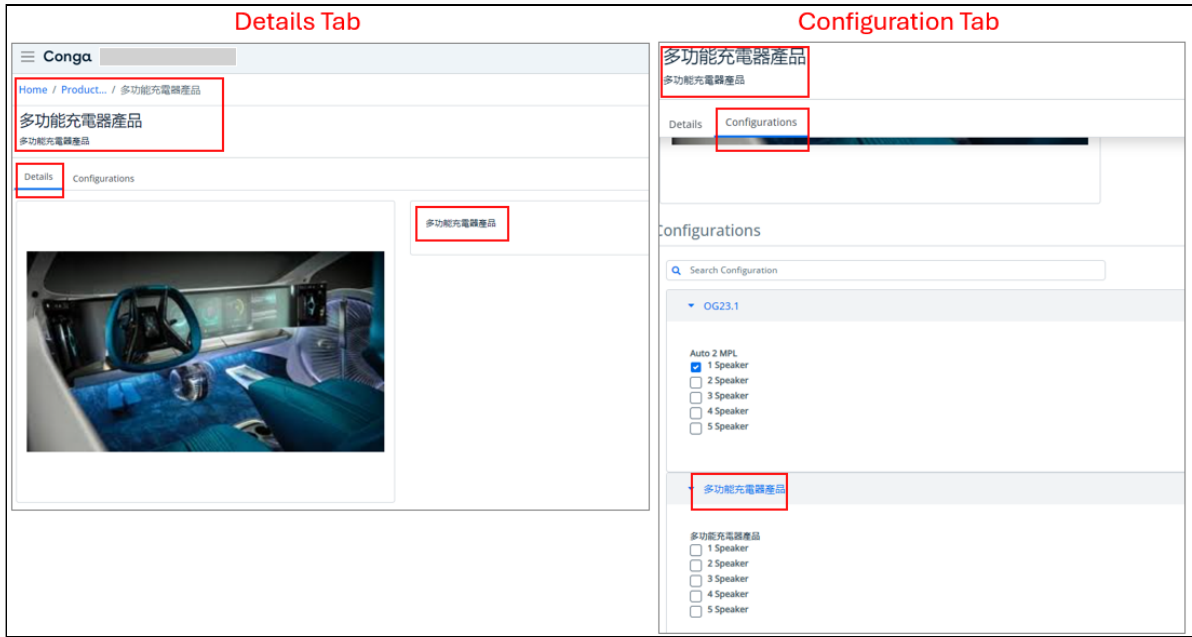 Details Tab
Conga
Home / Product... / 多功能充電器產品
多功能充電器產品
多功能充電器產品
Details
Configurations
多功能充電器產品
Configuration Tab
多功能充電器產品
多功能充電器產品
Details
Configurations
Configurations
Search Configuration
OG23.1
Auto 2 MPL
1 Speaker
2 Speaker
3 Speaker
4 Speaker
5 Speaker
多功能充電器產品
多功能充電器產品
1 Speaker
2 Speaker
3 Speaker
4 Speaker
5 Speaker